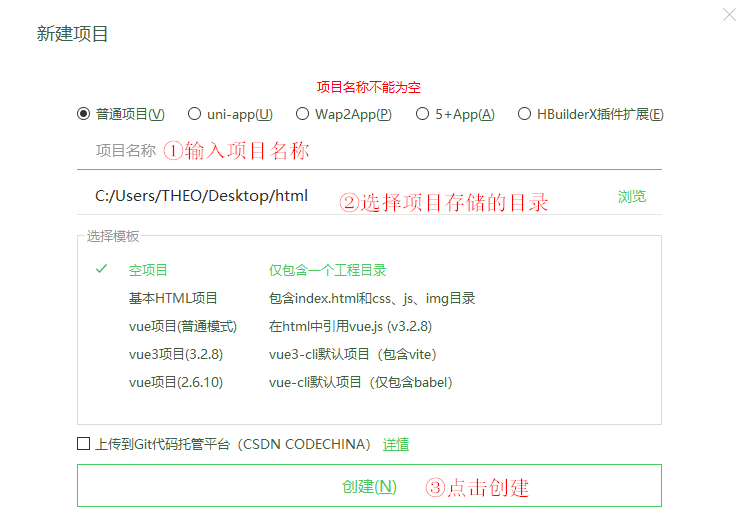 新建项目
项目名称不能为空
普通项目(V) uni-app(U) Wap2App(P) 5+App(A) HBuilderX插件扩展(E)
项目名称 ①输入项目名称
C:/Users/THEO/Desktop/html ②选择项目存储的目录 浏览
选择模板
空项目 仅包含一个工程目录
基本HTML项目 包含index.html和css、js、img目录
vue项目(普通模式) 在html中引用vue.js (v3.2.8)
vue3项目(3.2.8) vue3-cli默认项目（包含vite）
vue项目(2.6.10) vue-cli默认项目（仅包含babel）
上传到Git代码托管平台（CSDN CODECHINA） 详情
创建(N) ③点击创建